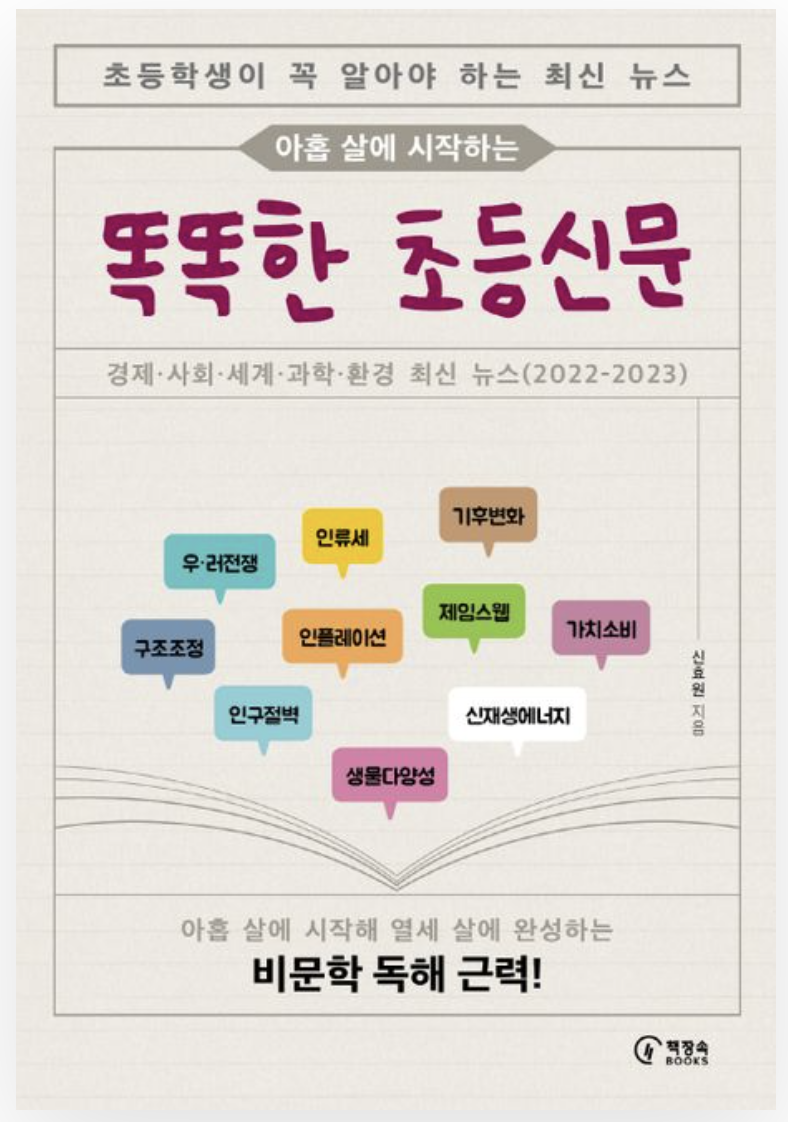 초등학생이 꼭 알아야 하는 최신 뉴스
아홉 살에 시작하는
똑똑한 초등신문
경제·사회·세계·과학·환경 최신 뉴스(2022-2023)
기후변화
인류세
우·러전쟁
제임스웹
가치소비
인플레이션
구조조정
인구절벽
신재생에너지
생물다양성
신효원 지음
아홉 살에 시작해 열세 살에 완성하는
비문학 독해 근력!
책장속
BOOKS